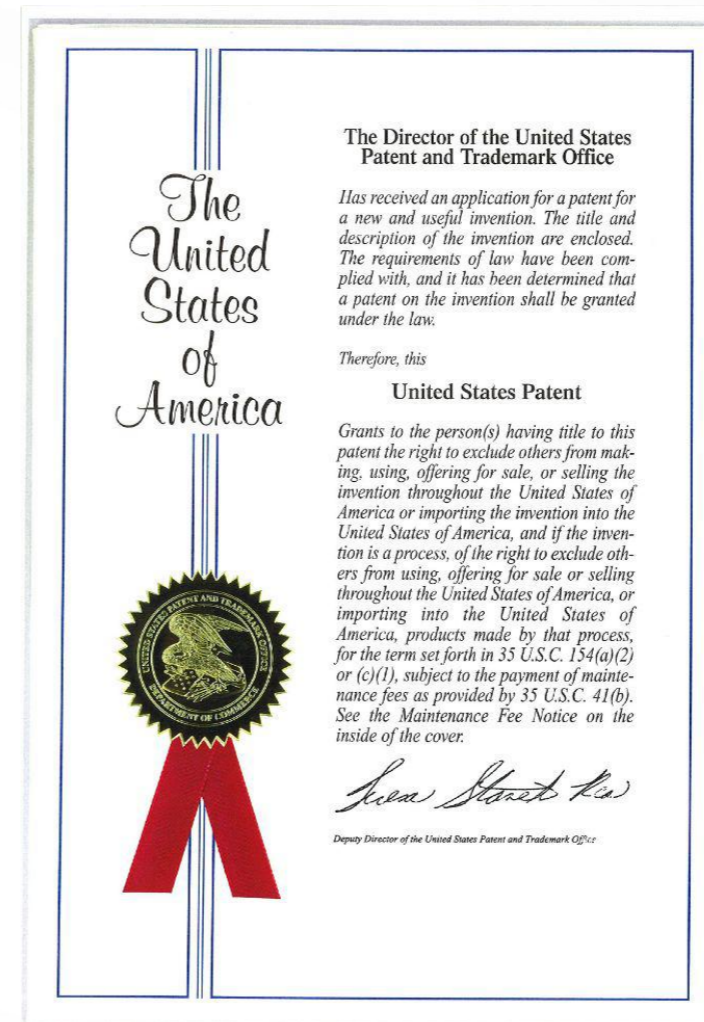 The
United
States
of
America
The Director of the United States
Patent and Trademark Office
Has received an application for a patent for
a new and useful invention. The title and
description of the invention are enclosed.
The requirements of law have been com-
plied with, and it has been determined that
a patent on the invention shall be granted
under the law.
Therefore, this
United States Patent
Grants to the person(s) having title to this
patent the right to exclude others from mak-
ing, using, offering for sale, or selling the
invention throughout the United States of
America or importing the invention into the
United States of America, and if the inven-
tion is a process, of the right to exclude oth-
ers from using, offering for sale or selling
throughout the United States of America, or
importing into the United States of
America, products made by that process,
for the term set forth in 35 U.S.C. 154(a)(2)
or (c)(1), subject to the payment of mainte-
nance fees as provided by 35 U.S.C. 41(b).
See the Maintenance Fee Notice on the
inside of the cover.
Deputy Director of the United States Patent and Trademark Office
UNITED STATES PATENT AND TRADEMARK OFFICE
DEPARTMENT OF COMMERCE